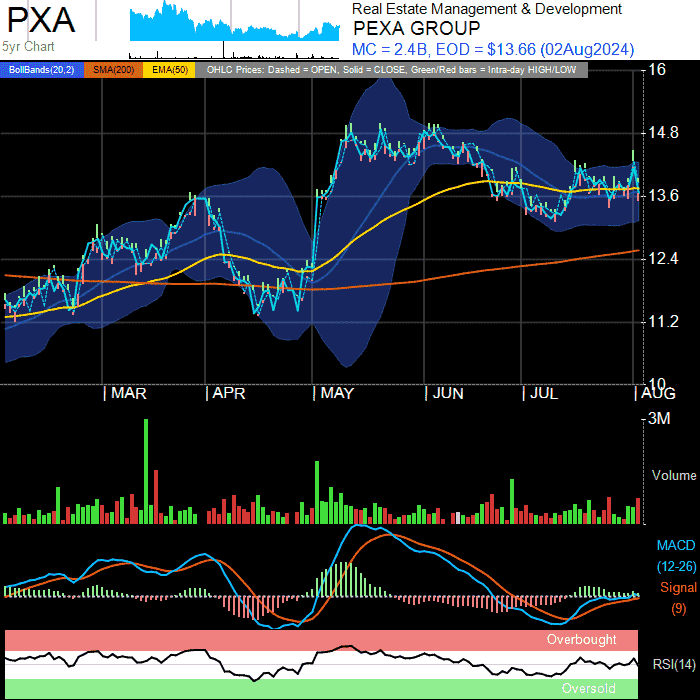 PXA
5yr Chart
Real Estate Management & Development
PEXA GROUP
MC = 2.4B, EOD = $13.66 (02Aug2024)
BollBands(20,2) SMA(200) EMA(50) OHLC Prices: Dashed = OPEN, Solid = CLOSE, Green/Red bars = Intra-day HIGH/LOW
16
14.8
13.6
12.4
11.2
10
MAR APR MAY JUN JUL AUG
3M
Volume
MACD
(12-26)
Signal
(9)
Overbought
RSI(14)
Oversold